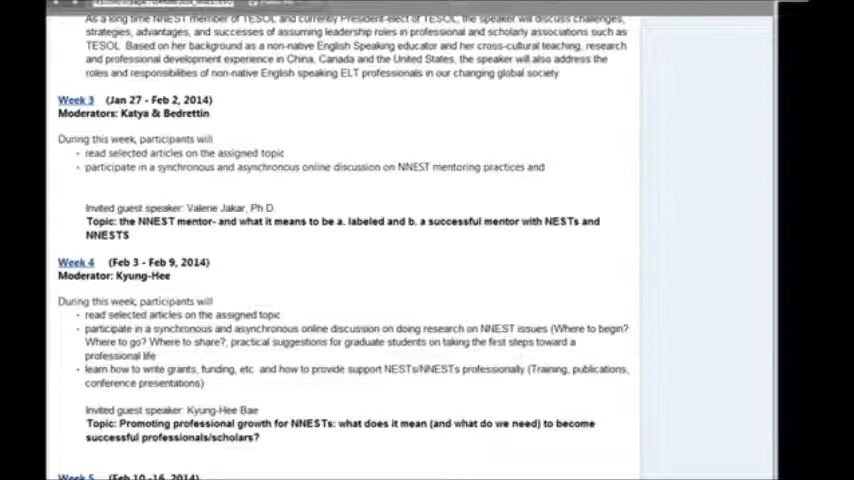 As a long time NNEST member of TESOL and currently President-elect of TESOL, the speaker will discuss challenges,
strategies, advantages, and successes of assuming leadership roles in professional and scholarly associations such as
TESOL. Based on her background as a non-native English Speaking educator and her cross-cultural teaching, research
and professional development experience in China, Canada and the United States, the speaker will also address the
roles and responsibilities of non-native English speaking ELT professionals in our changing global society
Week 3 (Jan 27 - Feb 2, 2014)
Moderators: Katya & Bedrettin
During this week, participants will
• read selected articles on the assigned topic
• participate in a synchronous and asynchronous online discussion on NNEST mentoring practices and
Invited guest speaker: Valerie Jakar, Ph D.
Topic: the NNEST mentor- and what it means to be a. labeled and b. a successful mentor with NESTs and
NNESTS
Week 4 (Feb 3 - Feb 9, 2014)
Moderator: Kyung-Hee
During this week, participants will
• read selected articles on the assigned topic
• participate in a synchronous and asynchronous online discussion on doing research on NNEST issues (Where to begin?
Where to go? Where to share?, practical suggestions for graduate students on taking the first steps toward a
professional life
• learn how to write grants, funding, etc. and how to provide support NESTs/NNESTs professionally (Training, publications,
conference presentations)
Invited guest speaker: Kyung-Hee Bae
Topic: Promoting professional growth for NNESTs: what does it mean (and what do we need) to become
successful professionals/scholars?
Week 5 (Feb 10 -16, 2014)